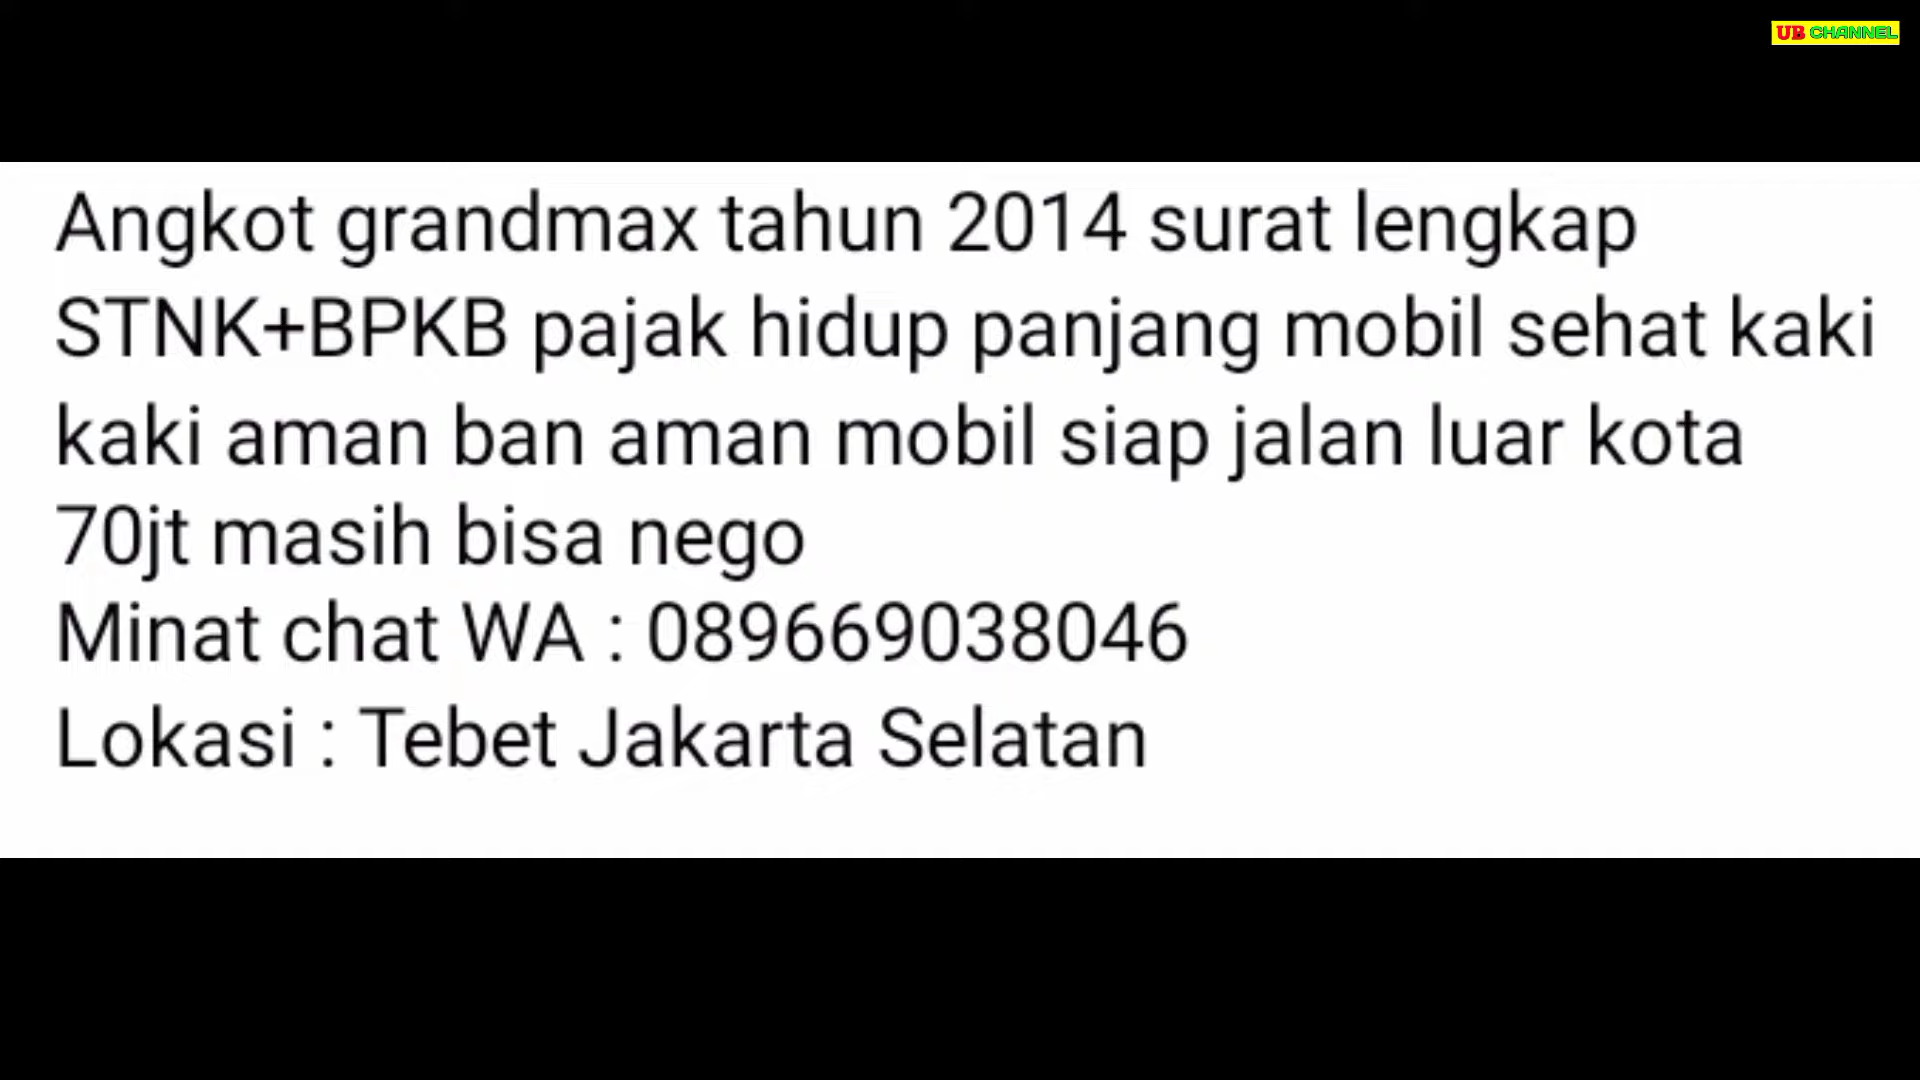 UB CHANNEL
Angkot grandmax tahun 2014 surat lengkap
STNK+BPKB pajak hidup panjang mobil sehat kaki
kaki aman ban aman mobil siap jalan luar kota
70jt masih bisa nego
Minat chat WA : 089669038046
Lokasi : Tebet Jakarta Selatan